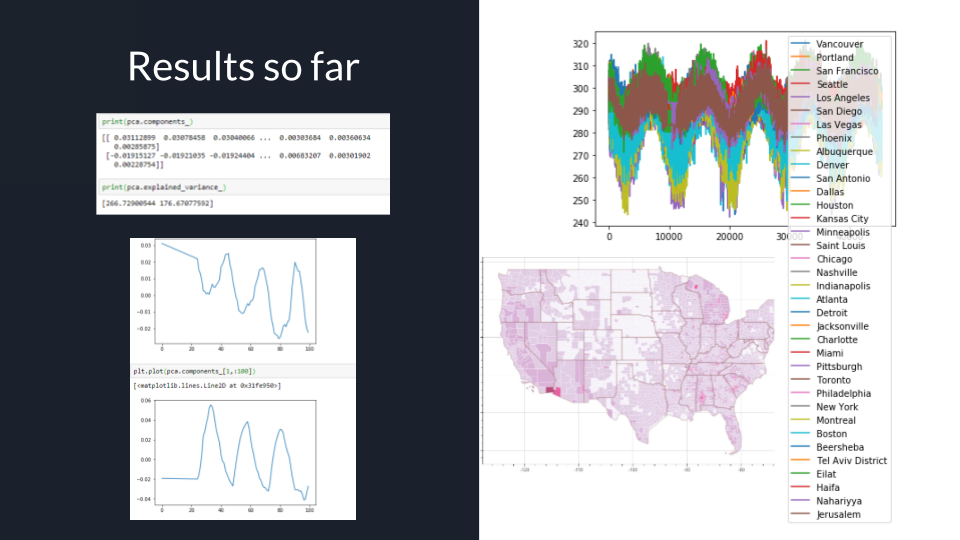 Results so far
print(pca.components_)
[[ 0.03112899 0.03078458 0.03040066 ... 0.00303684 0.00360634
0.00285875]
[-0.01915127 -0.01921035 -0.01924404 ... 0.00683207 0.00301902
0.00228754]]
print(pca.explained_variance_)
[266.72900544 176.67077592]
0.03
0.02
0.01
0.00
-0.01
-0.02
0 20 40 60 80 100
plt.plot(pca.components_[1,:100])
[<matplotlib.lines.Line2D at 0x31fe950>]
0.06
0.04
0.02
0.00
-0.02
-0.04
0 20 40 60 80 100
320
310
300
290
280
270
260
250
240
0 10000 20000 30000
Vancouver
Portland
San Francisco
Seattle
Los Angeles
San Diego
Las Vegas
Phoenix
Albuquerque
Denver
San Antonio
Dallas
Houston
Kansas City
Minneapolis
Saint Louis
Chicago
Nashville
Indianapolis
Atlanta
Detroit
Jacksonville
Charlotte
Miami
Pittsburgh
Toronto
Philadelphia
New York
Montreal
Boston
Beersheba
Tel Aviv District
Eilat
Haifa
Nahariyya
Jerusalem